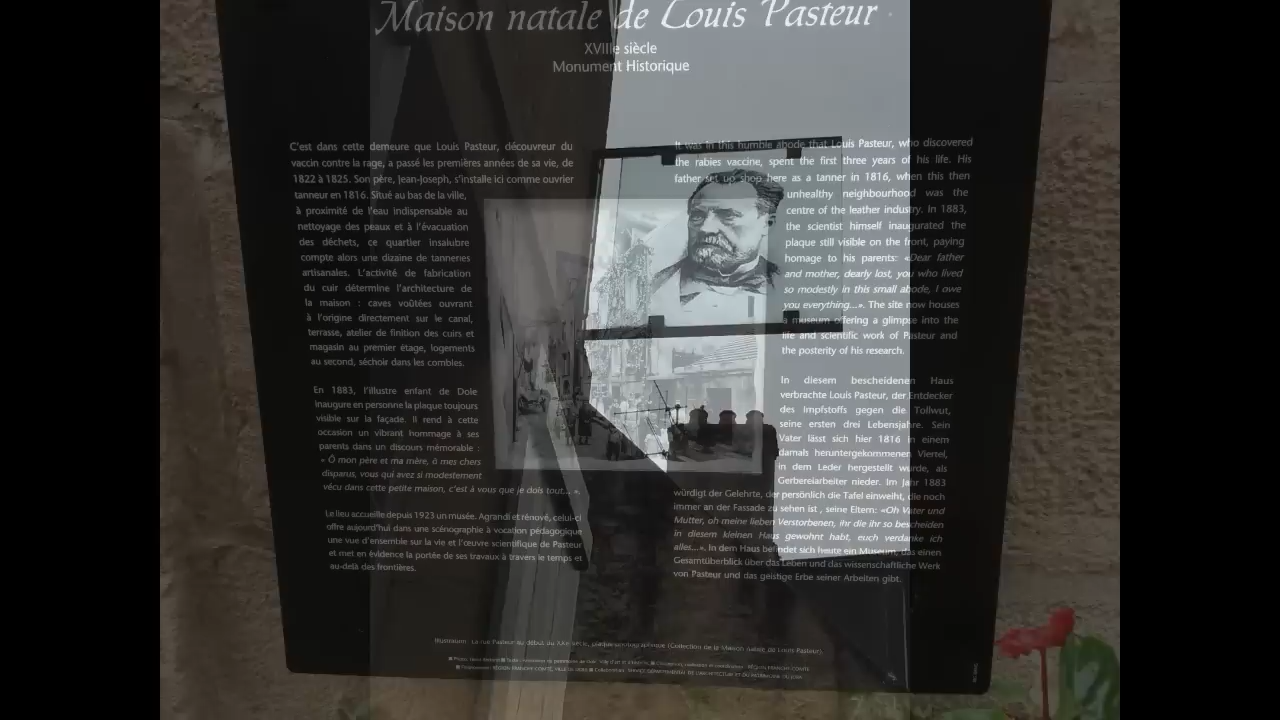 Maison natale de Louis Pasteur
XVIIIe siècle
Monument Historique
C'est dans cette demeure que Louis Pasteur, découvreur du
vaccin contre la rage, a passé les premières années de sa vie, de
1822 à 1825. Son père, Jean-Joseph, s'installe ici comme ouvrier
tanneur en 1816. Situé au bas de la ville,
à proximité de l'eau indispensable au
nettoyage des peaux et à l'évacuation
des déchets, ce quartier insalubre
compte alors une dizaine de tanneries
artisanales. L'activité de fabrication
du cuir détermine l'architecture de
la maison : caves voûtées ouvrant
à l'origine directement sur le canal,
terrasse, atelier de finition des cuirs et
magasin au premier étage, logements
au second, séchoir dans les combles.
En 1883, l'illustre enfant de Dole
inaugure en personne la plaque toujours
visible sur la façade. Il rend à cette
occasion un vibrant hommage à ses
parents dans un discours mémorable :
« Ô mon père et ma mère, ô mes chers
disparus, vous qui avez si modestement
vécu dans cette petite maison, c'est à vous que je dois tout... ».
Le lieu accueille depuis 1923 un musée. Agrandi et rénové, celui-ci
offre aujourd'hui dans une scénographie à vocation pédagogique
une vue d'ensemble sur la vie et l'œuvre scientifique de Pasteur
et met en évidence la portée de ses travaux à travers le temps et
au-delà des frontières.
It was in this humble abode that Louis Pasteur, who discovered
the rabies vaccine, spent the first three years of his life. His
father set up shop here as a tanner in 1816, when this then
unhealthy neighbourhood was the
centre of the leather industry. In 1883,
the scientist himself inaugurated the
plaque still visible on the front, paying
homage to his parents: «Dear father
and mother, dearly lost, you who lived
so modestly in this small abode, I owe
you everything...». The site now houses
a museum offering a glimpse into the
life and scientific work of Pasteur and
the posterity of his research.
In diesem bescheidenen Haus
verbrachte Louis Pasteur, der Entdecker
des Impfstoffs gegen die Tollwut,
seine ersten drei Lebensjahre. Sein
Vater lässt sich hier 1816 in einem
damals heruntergekommenen Viertel,
in dem Leder hergestellt wurde, als
Gerbereiarbeiter nieder. Im Jahr 1883
würdigt der Gelehrte, der persönlich die Tafel einweiht, die noch
immer an der Fassade zu sehen ist , seine Eltern: «Oh Vater und
Mutter, oh meine lieben Verstorbenen, ihr die ihr so bescheiden
in diesem kleinen Haus gewohnt habt, euch verdanke ich
alles...». In dem Haus befindet sich heute ein Museum, das einen
Gesamtüberblick über das Leben und das wissenschaftliche Werk
von Pasteur und das geistige Erbe seiner Arbeiten gibt.
Illustration : La rue Pasteur au début du XXe siècle, plaque photographique (Collection de la Maison natale de Louis Pasteur).